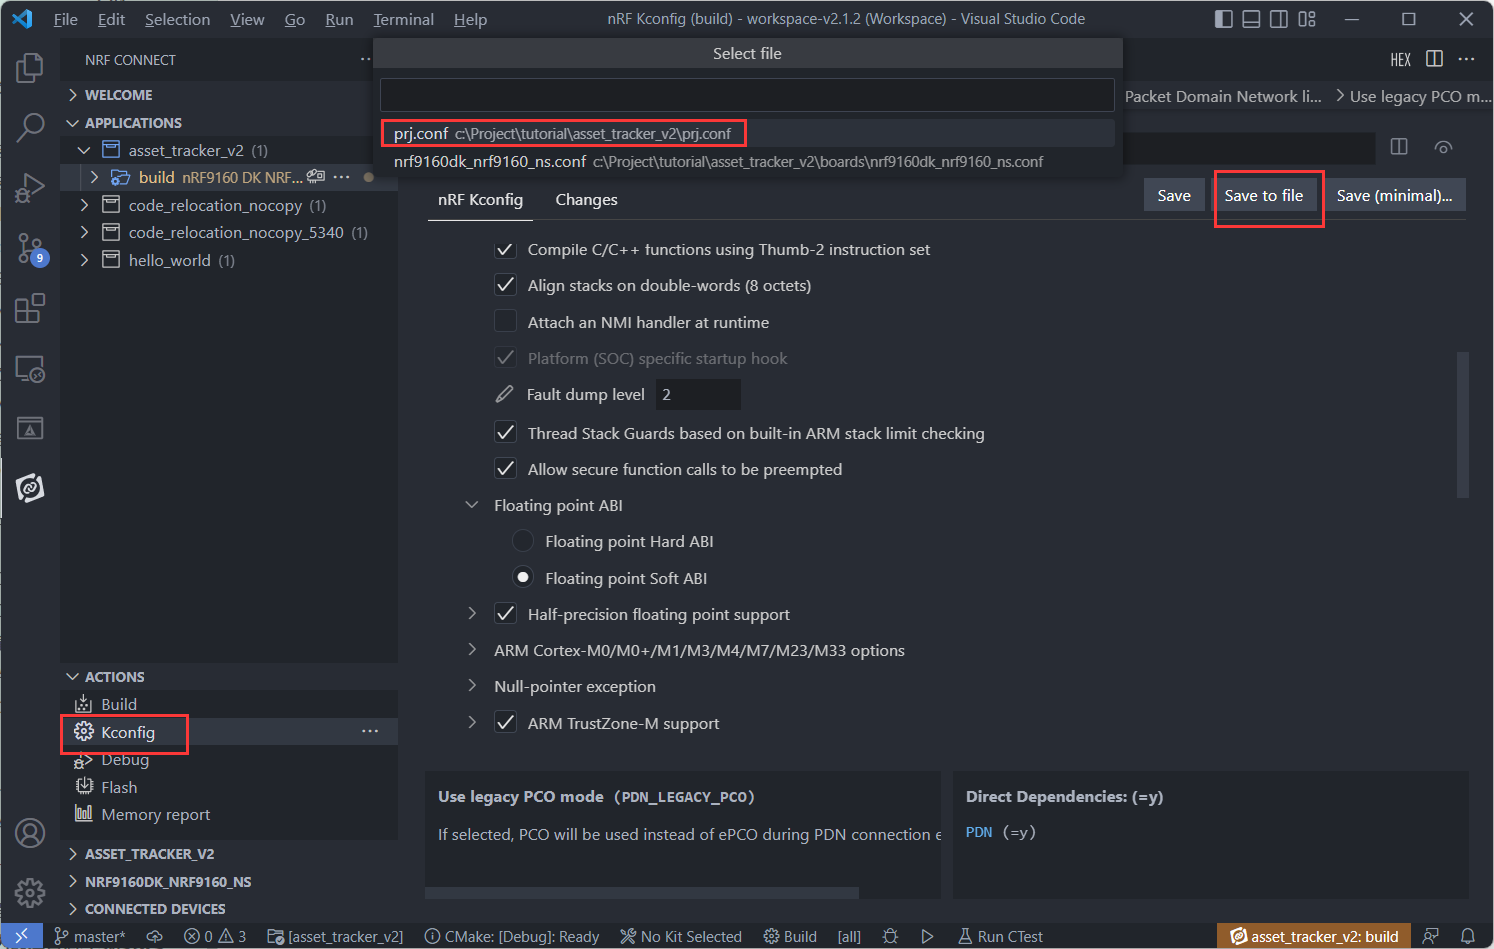 File Edit Selection View Go Run Terminal Help nRF Kconfig (build) - workspace-v2.1.2 (Workspace) - Visual Studio Code
NRF CONNECT ··
Select file
HEX ···
WELCOME
Packet Domain Network li... > Use legacy PCO m...
APPLICATIONS
prj.conf c:\Project\tutorial\asset_tracker_v2\prj.conf
nrf9160dk_nrf9160_ns.conf c:\Project\tutorial\asset_tracker_v2\boards\nrf9160dk_nrf9160_ns.conf
asset_tracker_v2 (1)
build nRF9160 DK NRF... ···
code_relocation_nocopy (1)
code_relocation_nocopy_5340 (1)
hello_world (1)
9
nRF Kconfig Changes
Save Save to file Save (minimal)...
Compile C/C++ functions using Thumb-2 instruction set
Align stacks on double-words (8 octets)
Attach an NMI handler at runtime
Platform (SOC) specific startup hook
Fault dump level 2
Thread Stack Guards based on built-in ARM stack limit checking
Allow secure function calls to be preempted
Floating point ABI
Floating point Hard ABI
Floating point Soft ABI
Half-precision floating point support
ARM Cortex-M0/M0+/M1/M3/M4/M7/M23/M33 options
Null-pointer exception
ARM TrustZone-M support
ACTIONS
Build
Kconfig ···
Debug
Flash
Memory report
Use legacy PCO mode (PDN_LEGACY_PCO)
If selected, PCO will be used instead of ePCO during PDN connection e
Direct Dependencies: (=y)
PDN (=y)
ASSET_TRACKER_V2
NRF9160DK_NRF9160_NS
CONNECTED DEVICES
master* 0 3 [asset_tracker_v2] CMake: [Debug]: Ready No Kit Selected Build [all] Run CTest asset_tracker_v2: build